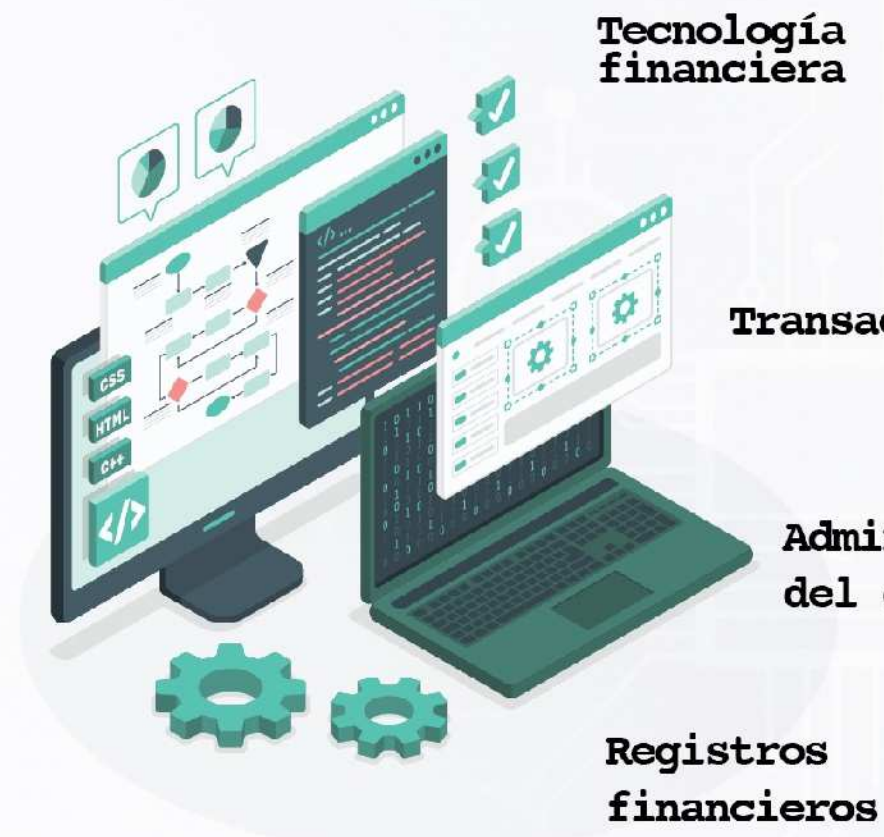 Tecnología
financiera
</> ...
CSS
HTML
C++
</>
Transac
Admi
del
Registros
financieros